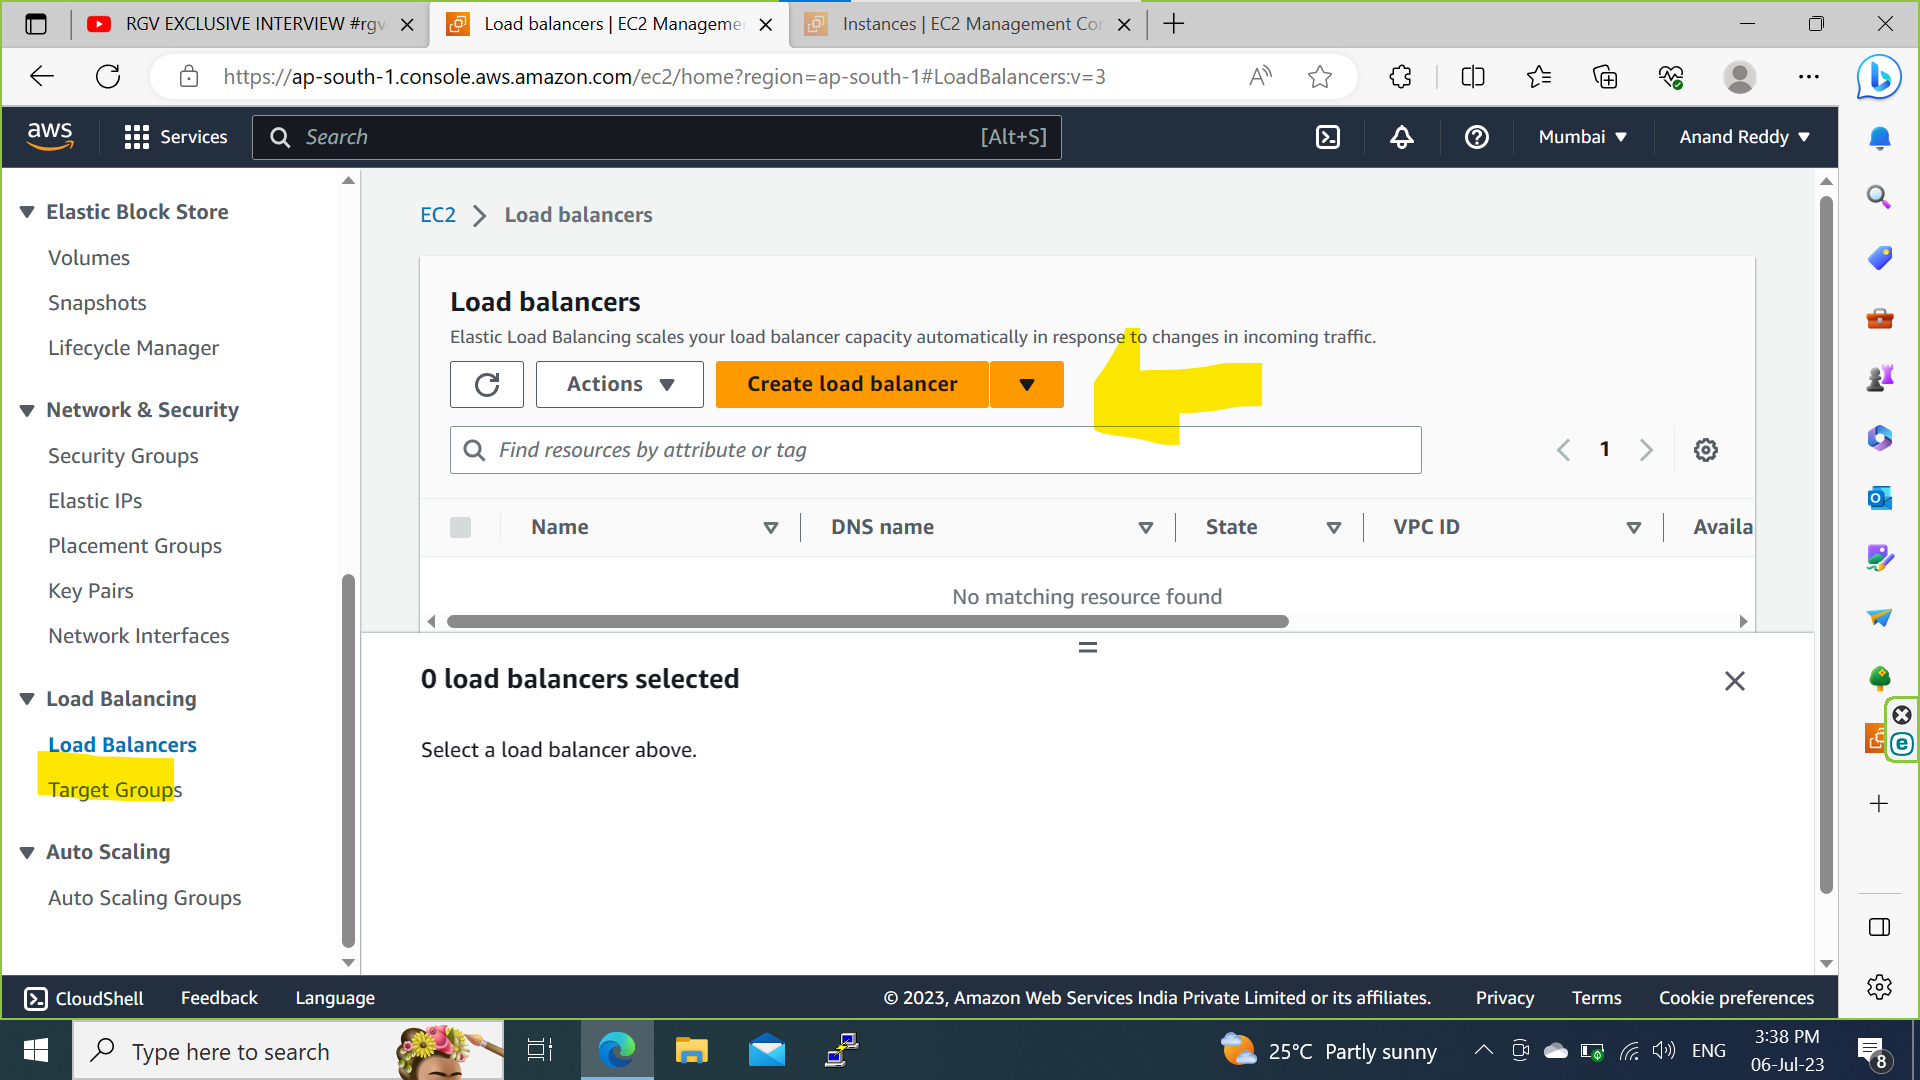 RGV EXCLUSIVE INTERVIEW #rgv
Load balancers | EC2 Manageme
Instances | EC2 Management Co
https://ap-south-1.console.aws.amazon.com/ec2/home?region=ap-south-1#LoadBalancers:v=3
aws
Services
Search
[Alt+S]
Mumbai
Anand Reddy
Elastic Block Store
Volumes
Snapshots
Lifecycle Manager
Network & Security
Security Groups
Elastic IPs
Placement Groups
Key Pairs
Network Interfaces
Load Balancing
Load Balancers
Target Groups
Auto Scaling
Auto Scaling Groups
EC2 > Load balancers
Load balancers
Elastic Load Balancing scales your load balancer capacity automatically in response to changes in incoming traffic.
Actions
Create load balancer
Find resources by attribute or tag
1
Name
DNS name
State
VPC ID
Availa
No matching resource found
0 load balancers selected
Select a load balancer above.
CloudShell
Feedback
Language
© 2023, Amazon Web Services India Private Limited or its affiliates.
Privacy
Terms
Cookie preferences
Type here to search
25°C Partly sunny
ENG
3:38 PM
06-Jul-23
8